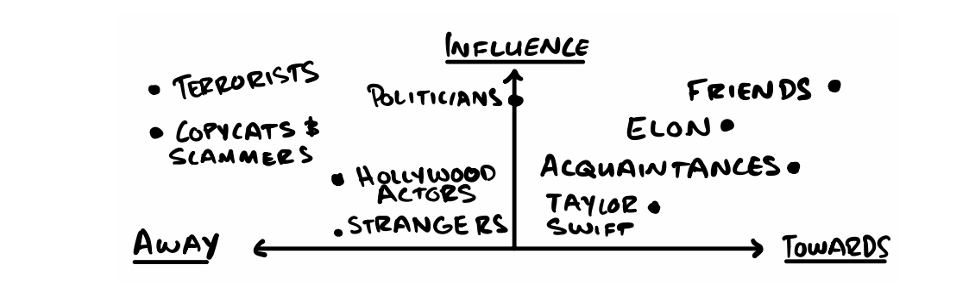 INFLUENCE
TERRORISTS
POLITICIANS
FRIENDS
COPYCATS &
SCAMMERS
ELON
HOLLYWOOD
ACTORS
ACQUAINTANCES
STRANGERS
TAYLOR
SWIFT
AWAY
TOWARDS